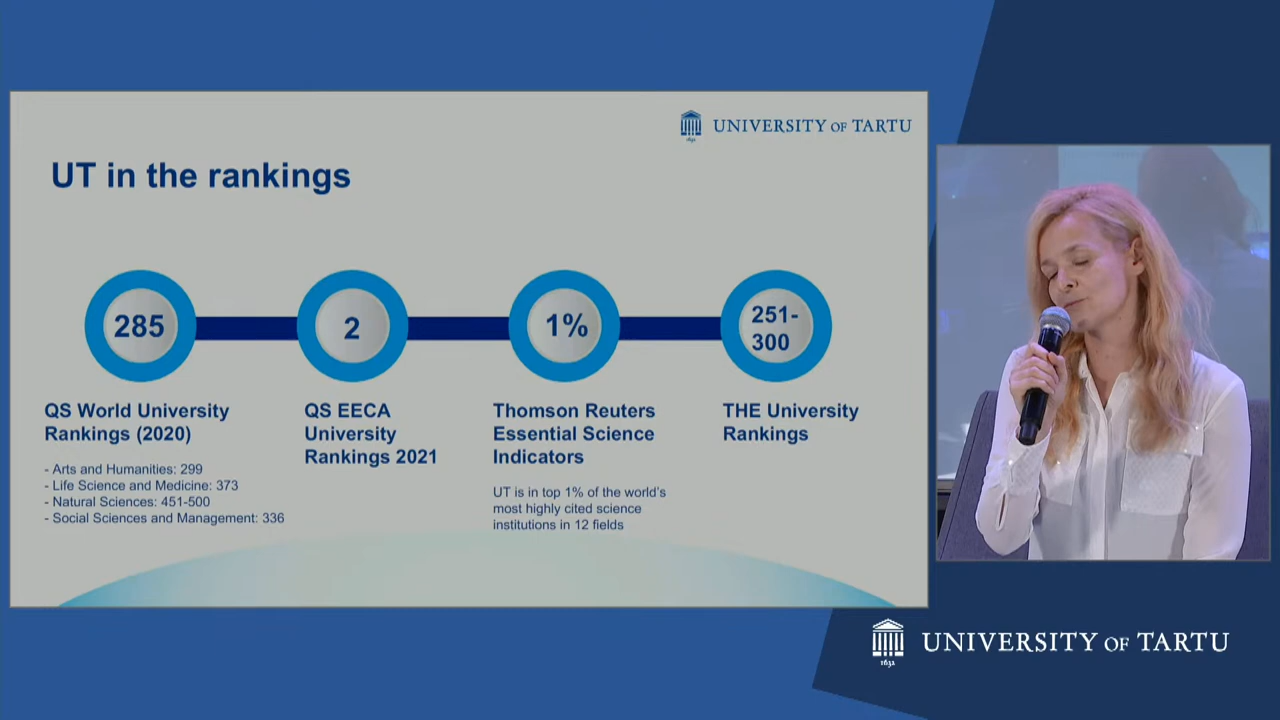 UNIVERSITY OF TARTU
1632
UT in the rankings
285
2
1%
251-
300
QS World University
Rankings (2020)
- Arts and Humanities: 299
- Life Science and Medicine: 373
- Natural Sciences: 451-500
- Social Sciences and Management: 336
QS EECA
University
Rankings 2021
Thomson Reuters
Essential Science
Indicators
UT is in top 1% of the world's
most highly cited science
institutions in 12 fields
THE University
Rankings
UNIVERSITY OF TARTU
1632